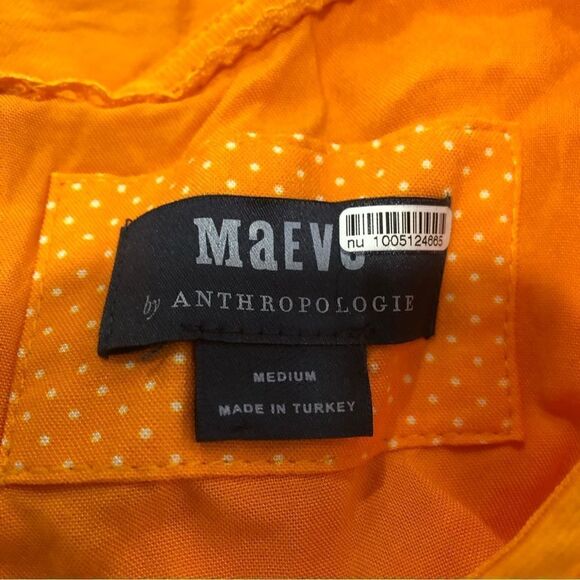 MaEVe
nu 1005124665
by ANTHROPOLOGIE
MEDIUM
MADE IN TURKEY